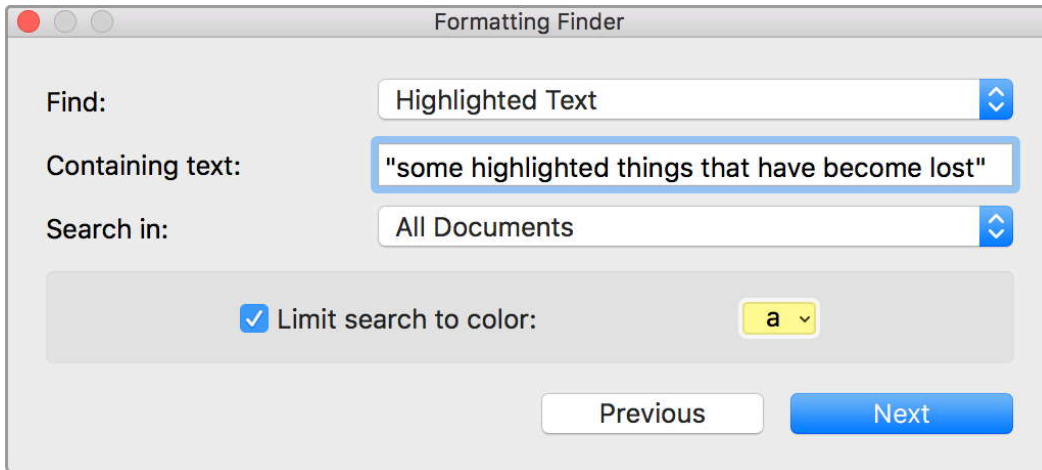 Formatting Finder
Find: Highlighted Text
Containing text: "some highlighted things that have become lost"
Search in: All Documents
Limit search to color: a
Previous Next